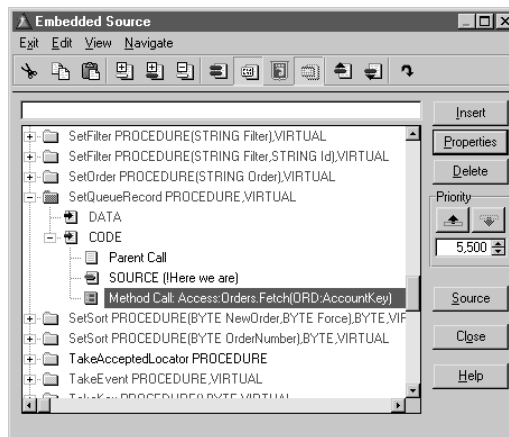 Embedded Source
Exit Edit View Navigate
Insert
SetFilter PROCEDURE(STRING Filter),VIRTUAL
Properties
SetFilter PROCEDURE(STRING Filter,STRING Id),VIRTUAL
SetOrder PROCEDURE(STRING Order),VIRTUAL
Delete
SetQueueRecord PROCEDURE,VIRTUAL
Priority
DATA
CODE
5,500
Parent Call
SOURCE (!Here we are)
Method Call: Access:Orders.Fetch(ORD:AccountKey)
Source
SetSort PROCEDURE(BYTE NewOrder,BYTE Force),BYTE,VIF
SetSort PROCEDURE(BYTE OrderNumber),BYTE,VIRTUAL
Close
TakeAcceptedLocator PROCEDURE
TakeEvent PROCEDURE,VIRTUAL
Help